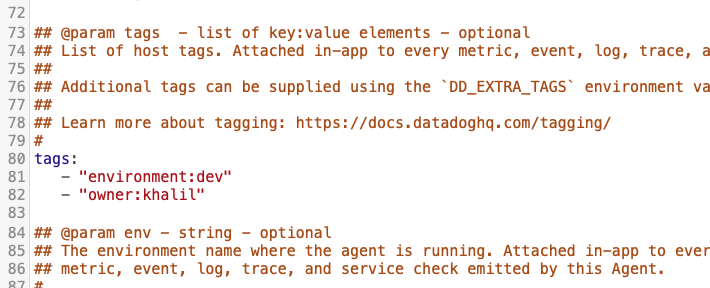 72
73 ## @param tags  - list of key:value elements - optional
74 ## List of host tags. Attached in-app to every metric, event, log, trace, a
75 ##
76 ## Additional tags can be supplied using the `DD_EXTRA_TAGS` environment va
77 ##
78 ## Learn more about tagging: https://docs.datadoghq.com/tagging/
79 #
80 tags:
81    - "environment:dev"
82    - "owner:khalil"
83
84 ## @param env - string - optional
85 ## The environment name where the agent is running. Attached in-app to ever
86 ## metric, event, log, trace, and service check emitted by this Agent.
87 #